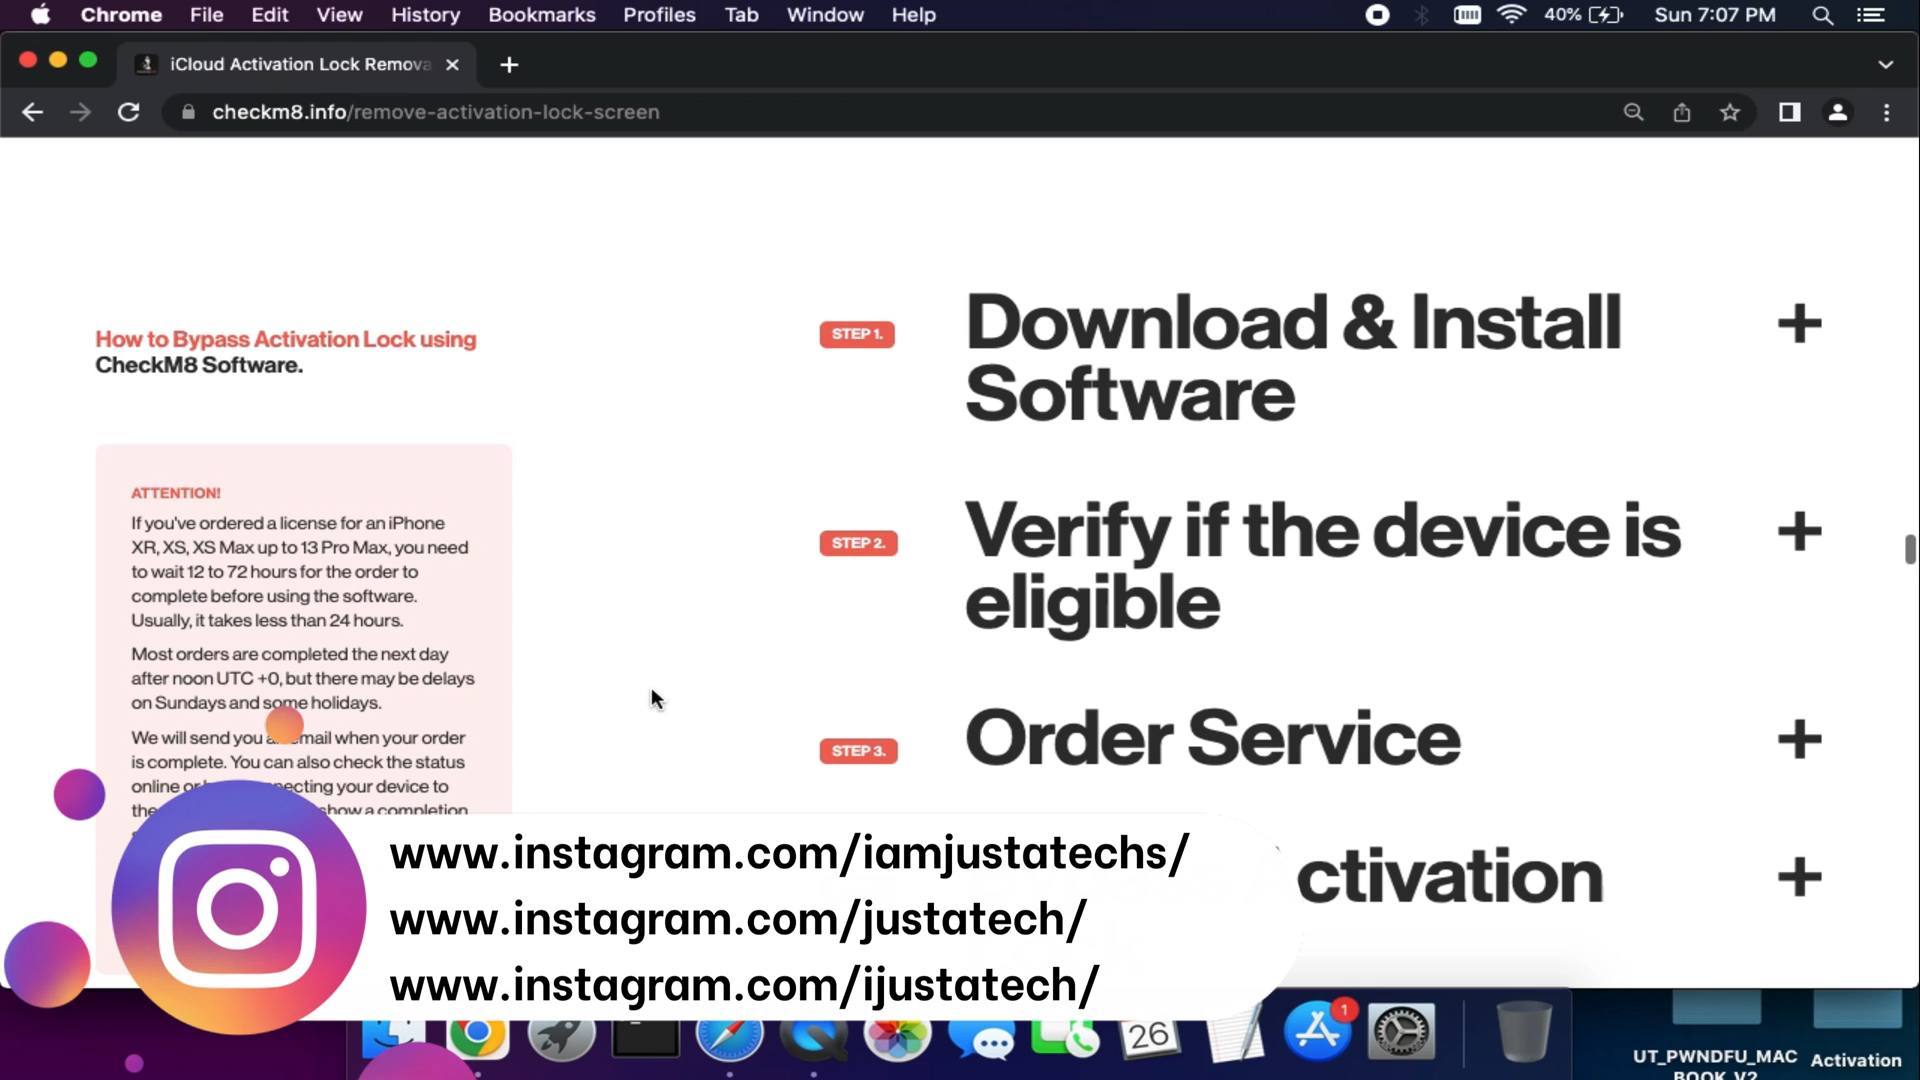 Chrome File Edit View History Bookmarks Profiles Tab Window Help 40% Sun 7:07 PM
iCloud Activation Lock Remova
checkm8.info/remove-activation-lock-screen
How to Bypass Activation Lock using
CheckM8 Software.
ATTENTION!
If you've ordered a license for an iPhone
XR, XS, XS Max up to 13 Pro Max, you need
to wait 12 to 72 hours for the order to
complete before using the software.
Usually, it takes less than 24 hours.
Most orders are completed the next day
after noon UTC +0, but there may be delays
on Sundays and some holidays.
We will send you a email when your order
is complete. You can also check the status
online or ecting your device to
the show a completion
STEP 1.
Download & Install
Software
STEP 2.
Verify if the device is
eligible
STEP 3.
Order Service
ctivation
www.instagram.com/iamjustatechs/
www.instagram.com/justatech/
www.instagram.com/ijustatech/
26
1
UT_PWNDFU_MAC
BOOK_V2
Activation